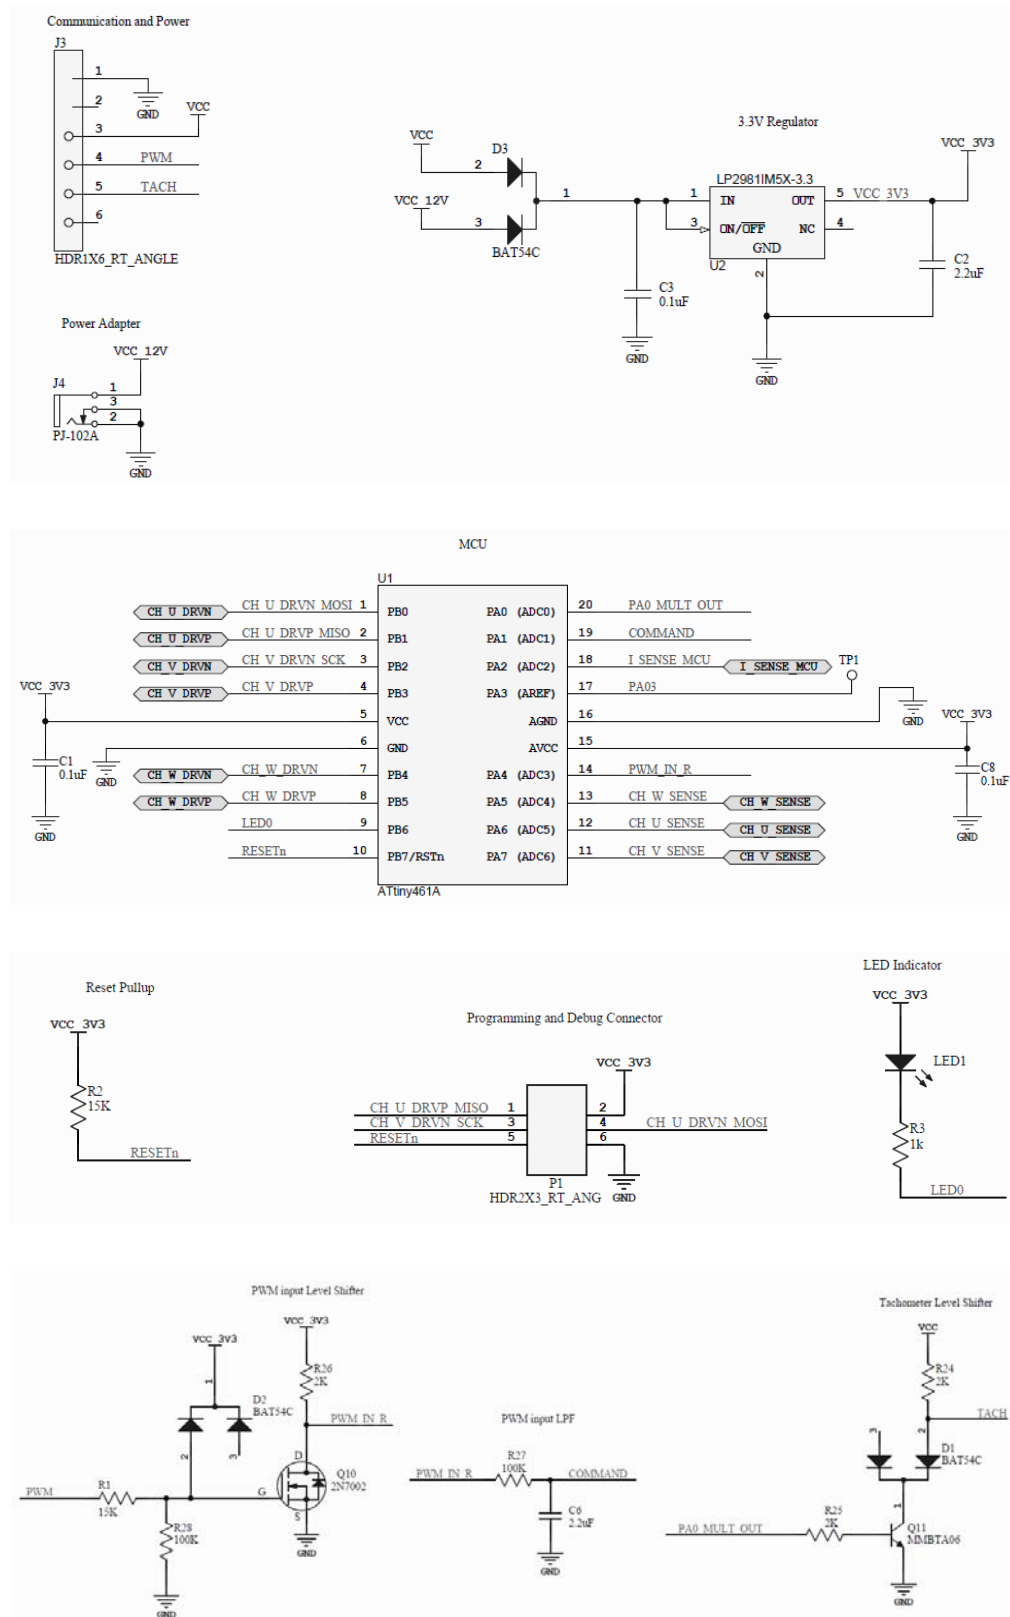 Communication and Power
J3
1
2
3
4
5
6
GND
VCC
PWM
TACH
HDR1X6_RT_ANGLE
Power Adapter
VCC_12V
J4
1
3
2
PJ-102A
GND
3.3V Regulator
VCC
D3
2
VCC_12V
3
BAT54C
1
C3
0.1uF
GND
LP2981IM5X-3.3
1
IN
OUT
5
VCC_3V3
VCC_3V3
3
ON/OFF
NC
4
GND
U2
2
C2
2.2uF
GND
MCU
U1
CH_U_DRVN
CH_U_DRVN_MOSI
1
PB0
PA0 (ADC0)
20
PA0_MULT_OUT
CH_U_DRVP
CH_U_DRVP_MISO
2
PB1
PA1 (ADC1)
19
COMMAND
CH_V_DRVN
CH_V_DRVN_SCK
3
PB2
PA2 (ADC2)
18
I_SENSE_MCU
I_SENSE_MCU
TP1
CH_V_DRVP
CH_V_DRVP
4
PB3
PA3 (AREF)
17
PA03
VCC_3V3
5
VCC
AGND
16
GND
VCC_3V3
6
GND
AVCC
15
C1
0.1uF
GND
GND
CH_W_DRVN
CH_W_DRVN
7
PB4
PA4 (ADC3)
14
PWM_IN_R
C8
0.1uF
GND
CH_W_DRVP
CH_W_DRVP
8
PB5
PA5 (ADC4)
13
CH_W_SENSE
CH_W_SENSE
LED0
9
PB6
PA6 (ADC5)
12
CH_U_SENSE
CH_U_SENSE
RESETn
10
PB7/RSTn
PA7 (ADC6)
11
CH_V_SENSE
CH_V_SENSE
ATtiny461A
Reset Pullup
VCC_3V3
R2
15K
RESETn
Programming and Debug Connector
VCC_3V3
CH_U_DRVP_MISO
1
2
CH_V_DRVN_SCK
3
4
CH_U_DRVN_MOSI
RESETn
5
6
P1
HDR2X3_RT_ANG
GND
LED Indicator
VCC_3V3
LED1
R3
1k
LED0
PWM input Level Shifter
VCC_3V3
VCC_3V3
R26
2K
1
D2
BAT54C
PWM_IN_R
2
3
D
Q10
2N7002
G
S
GND
PWM
R1
15K
R28
100K
GND
PWM input LPF
PWM_IN_R
R27
100K
COMMAND
C6
2.2uF
GND
Tachometer Level Shifter
VCC
R24
2K
TACH
3
2
D1
BAT54C
1
PA0_MULT_OUT
R25
2K
Q11
MMBTA06
GND